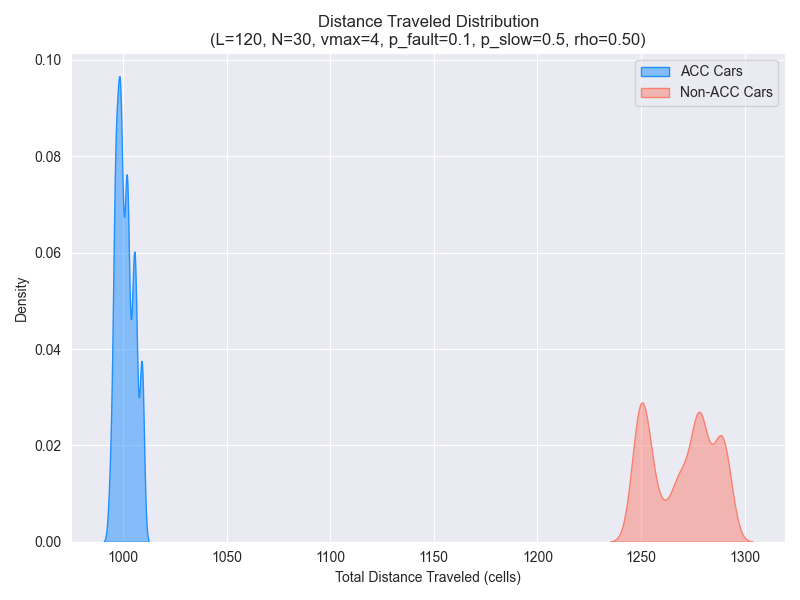 Distance Traveled Distribution
(L=120, N=30, vmax=4, p_fault=0.1, p_slow=0.5, rho=0.50)
ACC Cars
Non-ACC Cars
Density
0.10
0.08
0.06
0.04
0.02
0.00
1000
1050
1100
1150
1200
1250
1300
Total Distance Traveled (cells)